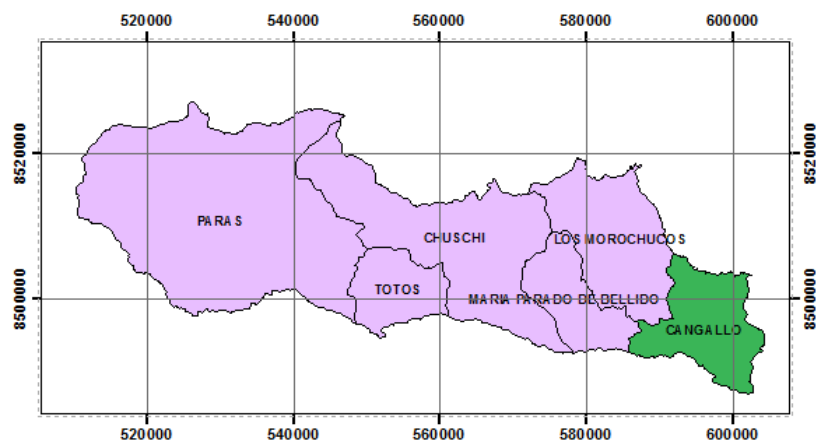 520000 540000 560000 580000 600000
8520000 8520000
PARAS
CHUSCHI
LOS MOROCHUCOS
TOTOS
MARIA PARADO DE BELLIDO
8500000 8500000
CANGALLO
520000 540000 560000 580000 600000